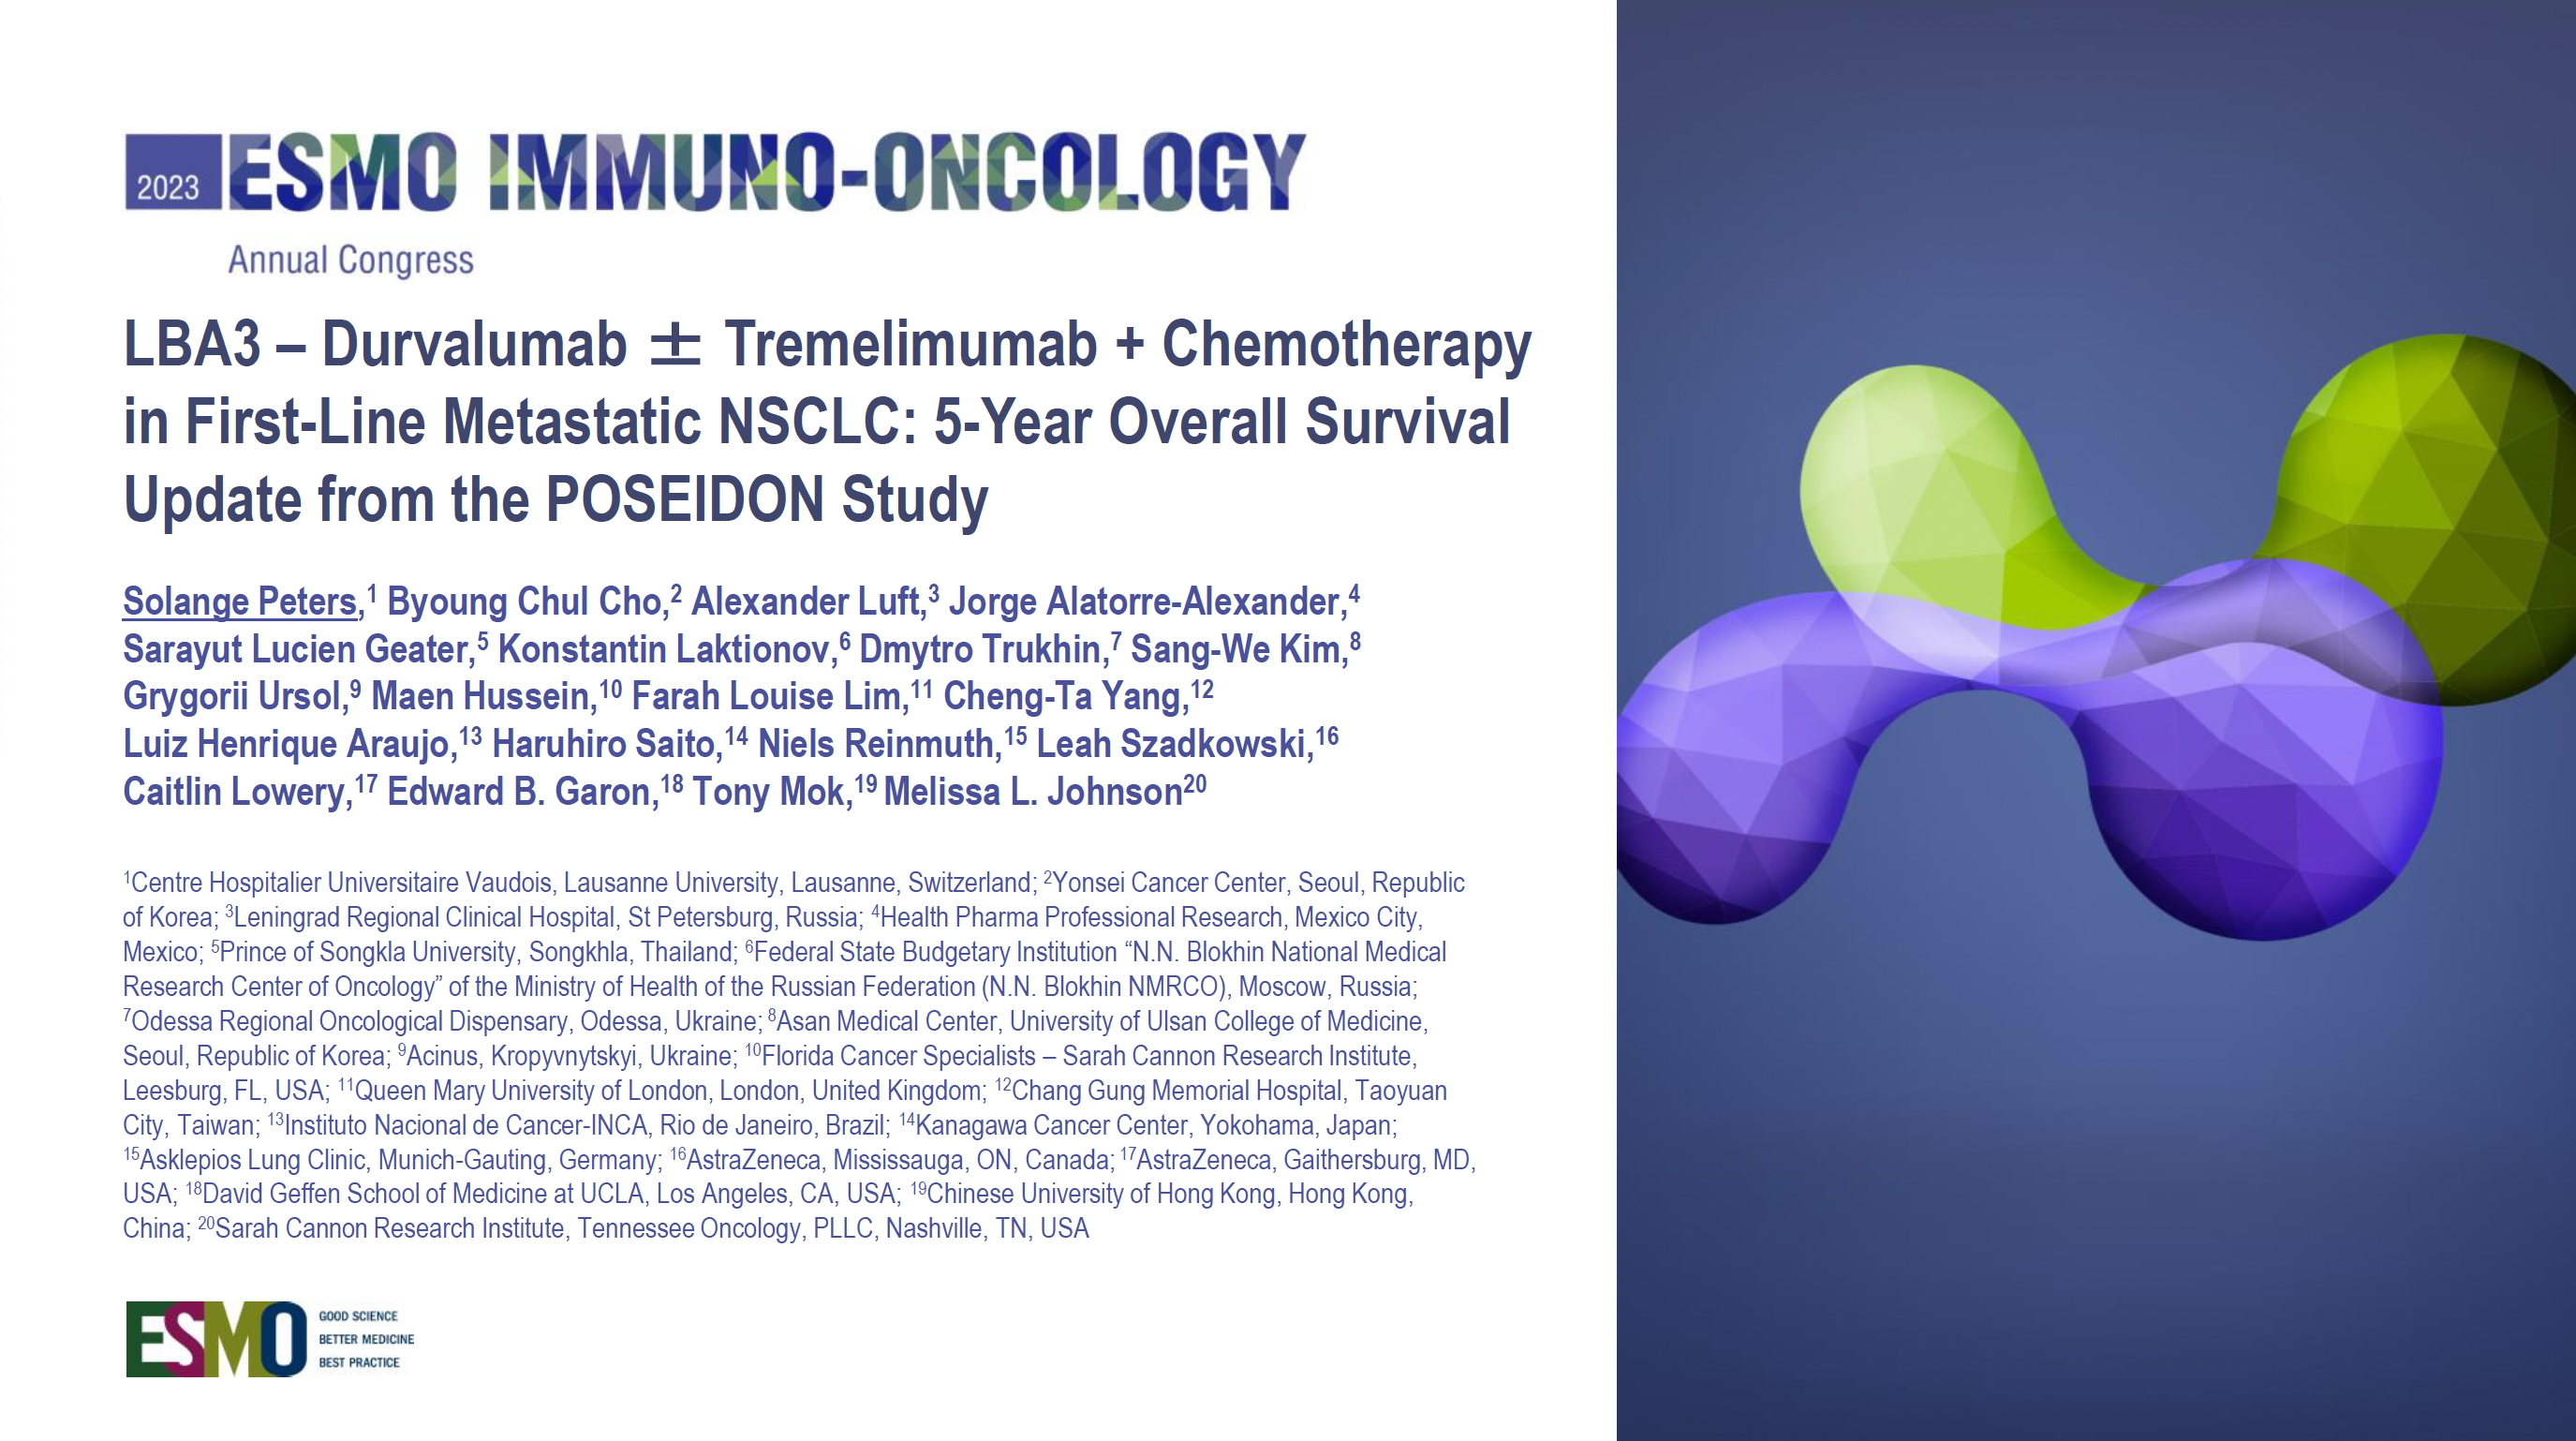 2023 ESMO IMMUNO-ONCOLOGY
Annual Congress
LBA3 – Durvalumab ± Tremelimumab + Chemotherapy
in First-Line Metastatic NSCLC: 5-Year Overall Survival
Update from the POSEIDON Study
Solange Peters,¹ Byoung Chul Cho,² Alexander Luft,³ Jorge Alatorre-Alexander,⁴
Sarayut Lucien Geater,⁵ Konstantin Laktionov,⁶ Dmytro Trukhin,⁷ Sang-We Kim,⁸
Grygorii Ursol,⁹ Maen Hussein,¹⁰ Farah Louise Lim,¹¹ Cheng-Ta Yang,¹²
Luiz Henrique Araujo,¹³ Haruhiro Saito,¹⁴ Niels Reinmuth,¹⁵ Leah Szadkowski,¹⁶
Caitlin Lowery,¹⁷ Edward B. Garon,¹⁸ Tony Mok,¹⁹ Melissa L. Johnson²⁰
¹Centre Hospitalier Universitaire Vaudois, Lausanne University, Lausanne, Switzerland; ²Yonsei Cancer Center, Seoul, Republic
of Korea; ³Leningrad Regional Clinical Hospital, St Petersburg, Russia; ⁴Health Pharma Professional Research, Mexico City,
Mexico; ⁵Prince of Songkla University, Songkhla, Thailand; ⁶Federal State Budgetary Institution “N.N. Blokhin National Medical
Research Center of Oncology” of the Ministry of Health of the Russian Federation (N.N. Blokhin NMRCO), Moscow, Russia;
⁷Odessa Regional Oncological Dispensary, Odessa, Ukraine; ⁸Asan Medical Center, University of Ulsan College of Medicine,
Seoul, Republic of Korea; ⁹Acinus, Kropyvnytskyi, Ukraine; ¹⁰Florida Cancer Specialists – Sarah Cannon Research Institute,
Leesburg, FL, USA; ¹¹Queen Mary University of London, London, United Kingdom; ¹²Chang Gung Memorial Hospital, Taoyuan
City, Taiwan; ¹³Instituto Nacional de Cancer-INCA, Rio de Janeiro, Brazil; ¹⁴Kanagawa Cancer Center, Yokohama, Japan;
¹⁵Asklepios Lung Clinic, Munich-Gauting, Germany; ¹⁶AstraZeneca, Mississauga, ON, Canada; ¹⁷AstraZeneca, Gaithersburg, MD,
USA; ¹⁸David Geffen School of Medicine at UCLA, Los Angeles, CA, USA; ¹⁹Chinese University of Hong Kong, Hong Kong,
China; ²⁰Sarah Cannon Research Institute, Tennessee Oncology, PLLC, Nashville, TN, USA
ESMO
GOOD SCIENCE
BETTER MEDICINE
BEST PRACTICE